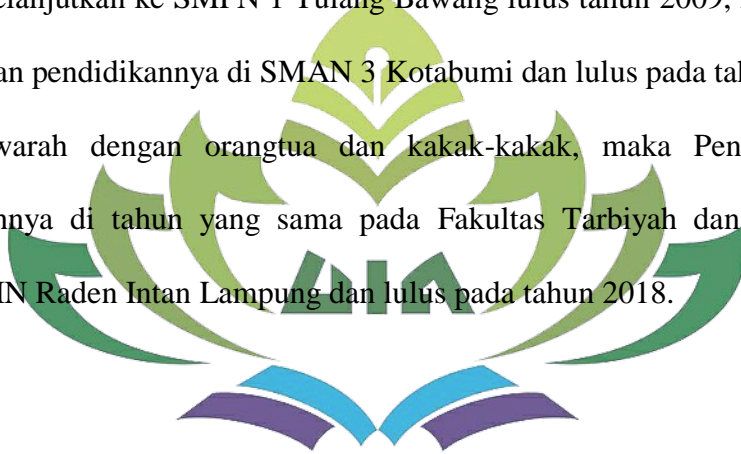 elanjutkan ke SMPN 1 Tulang Bawang lulus tahun 2009,
an pendidikannya di SMAN 3 Kotabumi dan lulus pada tah
warah dengan orangtua dan kakak-kakak, maka Pen
nnya di tahun yang sama pada Fakultas Tarbiyah dan
IN Raden Intan Lampung dan lulus pada tahun 2018.